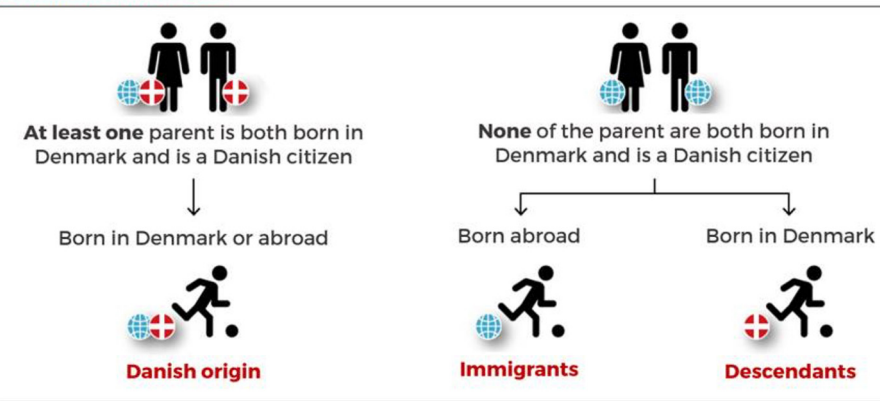 At least one parent is both born in
Denmark and is a Danish citizen
None of the parent are both born in
Denmark and is a Danish citizen
Born in Denmark or abroad
Born abroad
Born in Denmark
Danish origin
Immigrants
Descendants